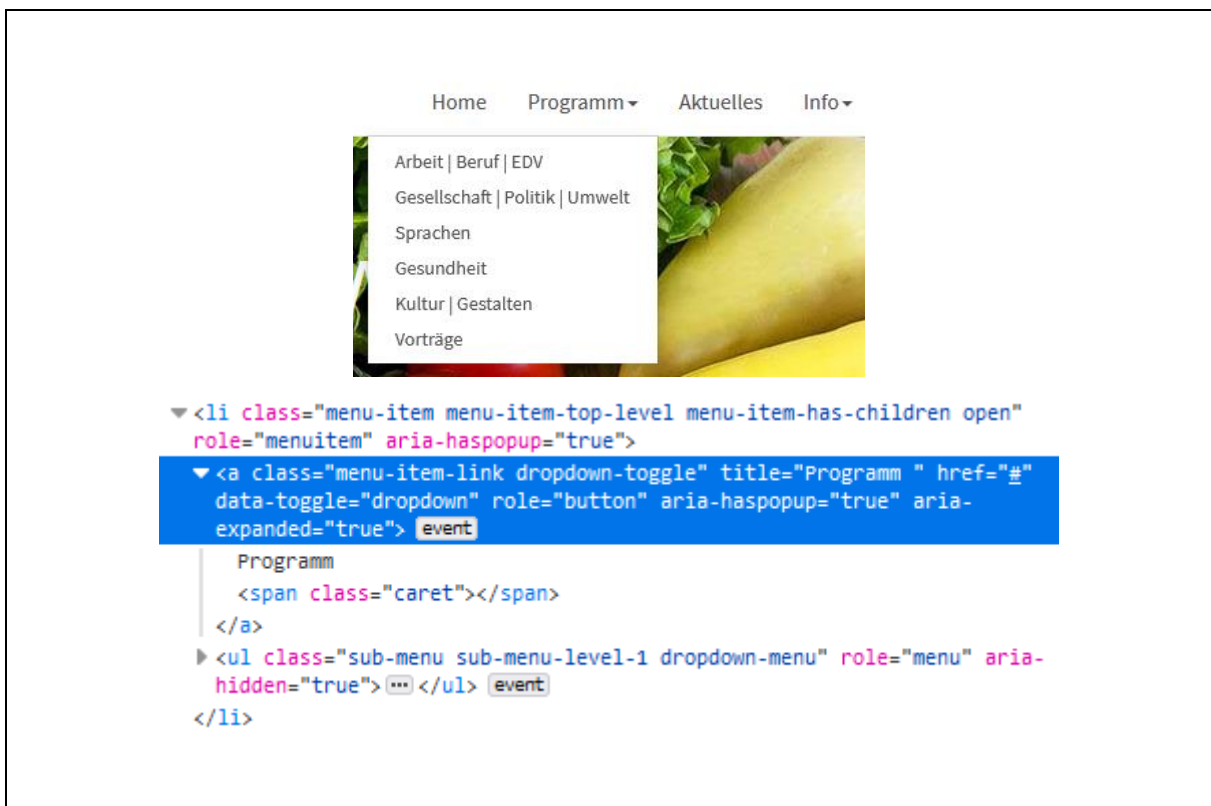 Home Programm Aktuelles Info
Arbeit | Beruf | EDV
Gesellschaft | Politik | Umwelt
Sprachen
Gesundheit
Kultur | Gestalten
Vorträge
<li class="menu-item menu-item-top-level menu-item-has-children open"
role="menuitem" aria-haspopup="true">
<a class="menu-item-link dropdown-toggle" title="Programm " href="#"
data-toggle="dropdown" role="button" aria-haspopup="true" aria-
expanded="true"> event
Programm
<span class="caret"></span>
</a>
<ul class="sub-menu sub-menu-level-1 dropdown-menu" role="menu" aria-
hidden="true"> ••• </ul> event
</li>